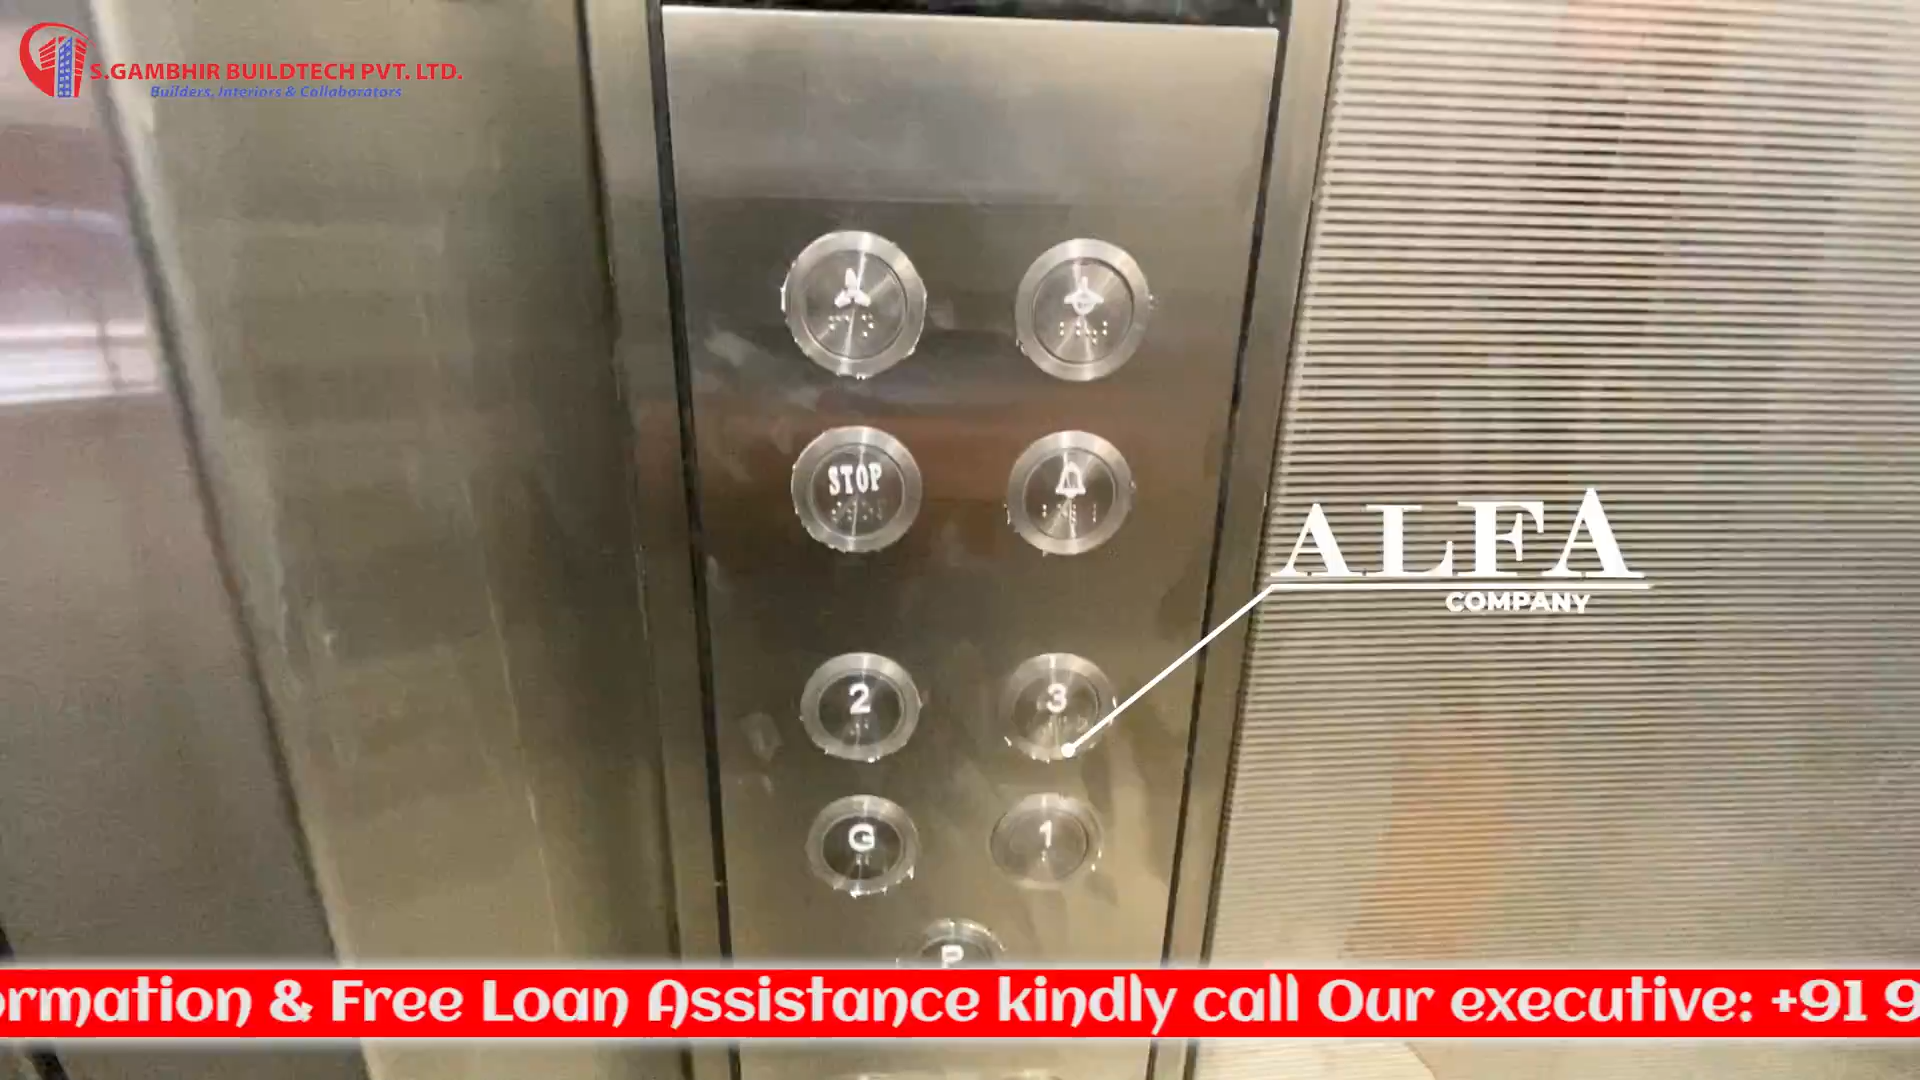 S.GAMBHIR BUILDTECH PVT. LTD.
Builders, Interiors & Collaborators
STOP
ALFA
COMPANY
2
3
G
1
P
ormation & Free Loan Assistance kindly call Our executive: +91 9